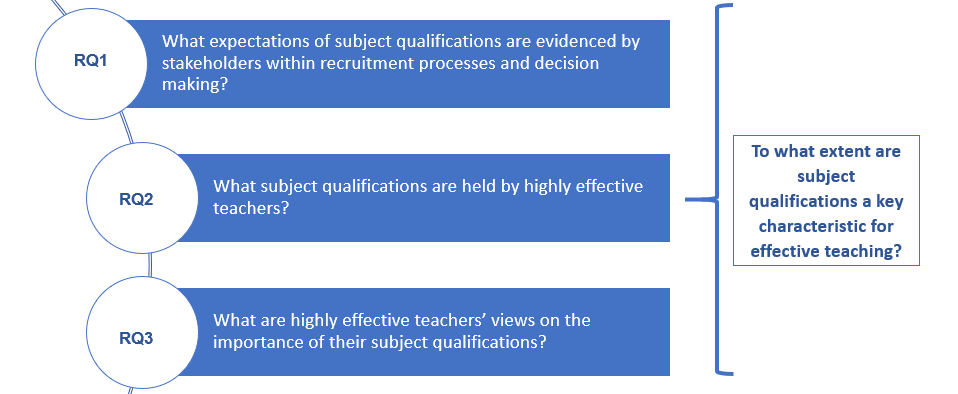 RQ1
What expectations of subject qualifications are evidenced by
stakeholders within recruitment processes and decision
making?
RQ2
What subject qualifications are held by highly effective
teachers?
RQ3
What are highly effective teachers’ views on the
importance of their subject qualifications?
To what extent are
subject
qualifications a key
characteristic for
effective teaching?